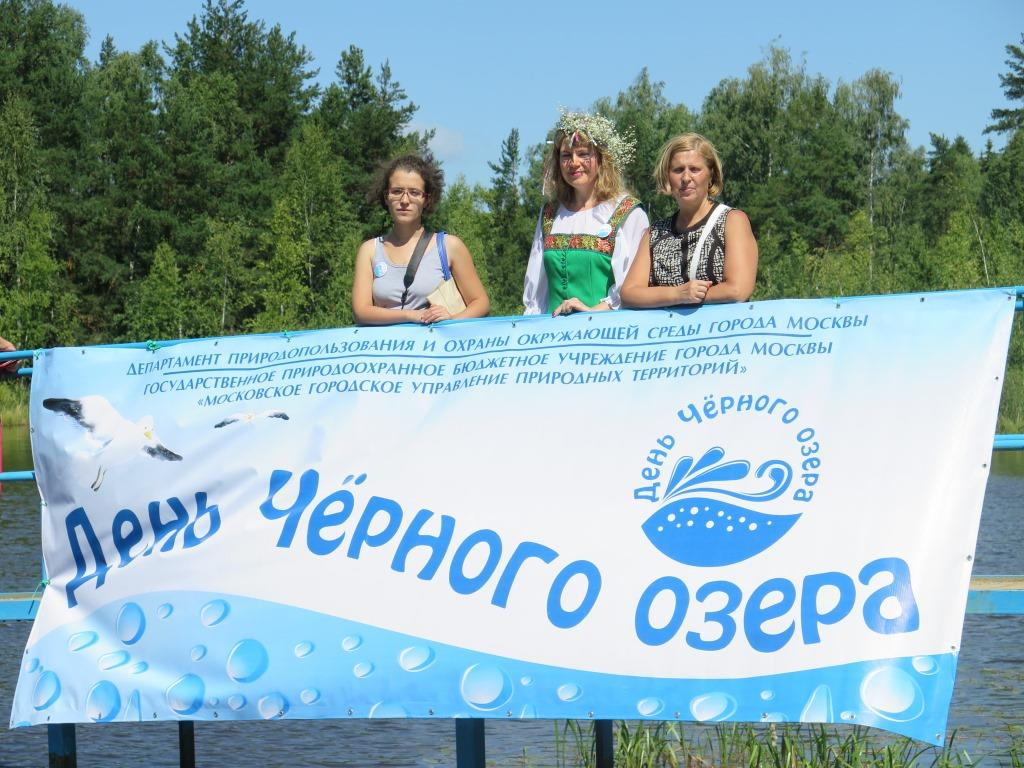 ДЕПАРТАМЕНТ ПРИРОДОПОЛЬЗОВАНИЯ И ОХРАНЫ ОКРУЖАЮЩЕЙ СРЕДЫ ГОРОДА МОСКВЫ
ГОСУДАРСТВЕННОЕ ПРИРОДООХРАННОЕ БЮДЖЕТНОЕ УЧРЕЖДЕНИЕ ГОРОДА МОСКВЫ
«МОСКОВСКОЕ ГОРОДСКОЕ УПРАВЛЕНИЕ ПРИРОДНЫХ ТЕРРИТОРИЙ»
День Чёрного озера
День Чёрного озера